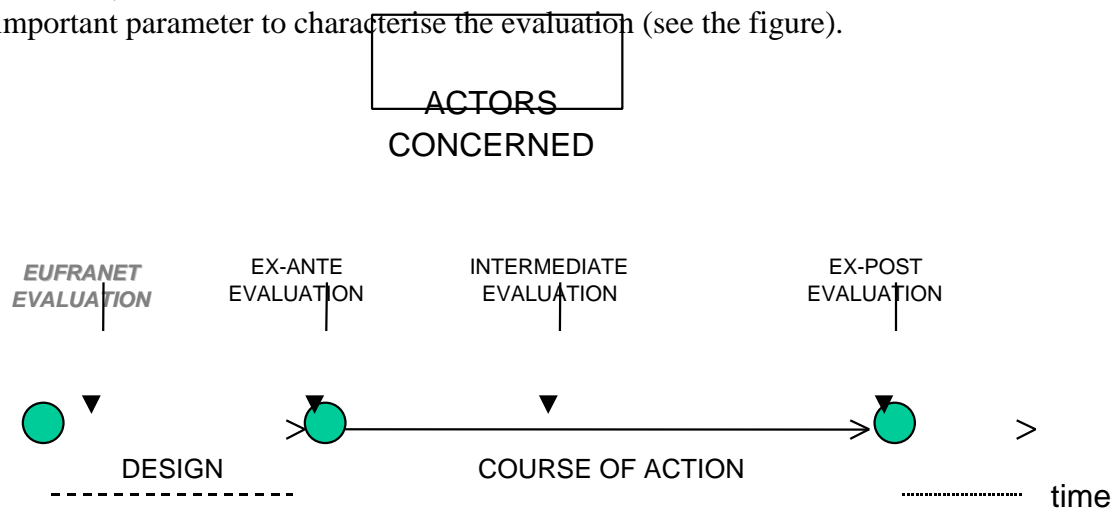 important parameter to characterise the evaluation (see the figure).
ACTORS
CONCERNED
EUFRANET
EVALUATION
EX-ANTE
EVALUATION
INTERMEDIATE
EVALUATION
EX-POST
EVALUATION
DESIGN
COURSE OF ACTION
time